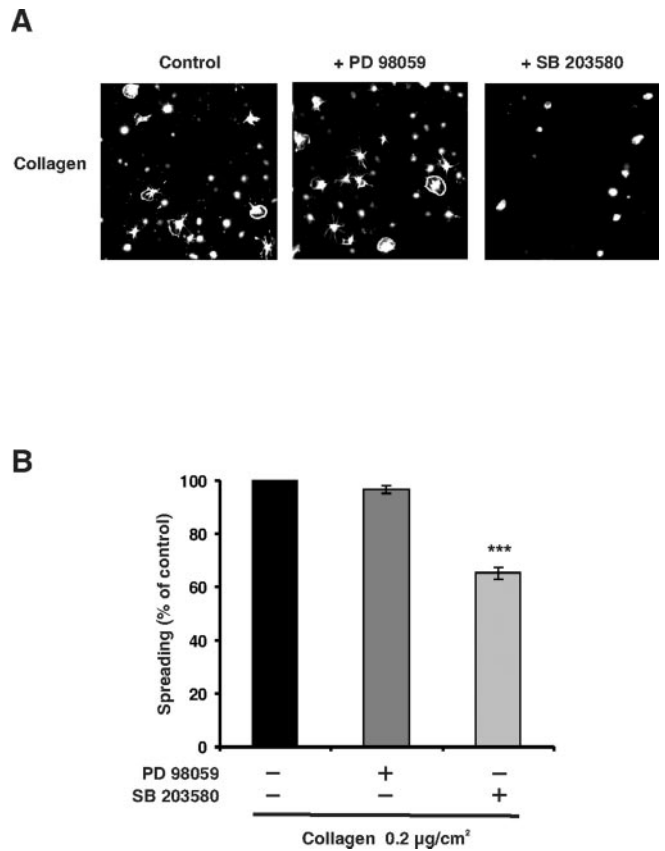 A
Control
+ PD 98059
+ SB 203580
Collagen
B
Spreading (% of control)
100
80
60
40
20
0
***
PD 98059 − + −
SB 203580 − − +
Collagen 0.2 µg/cm²